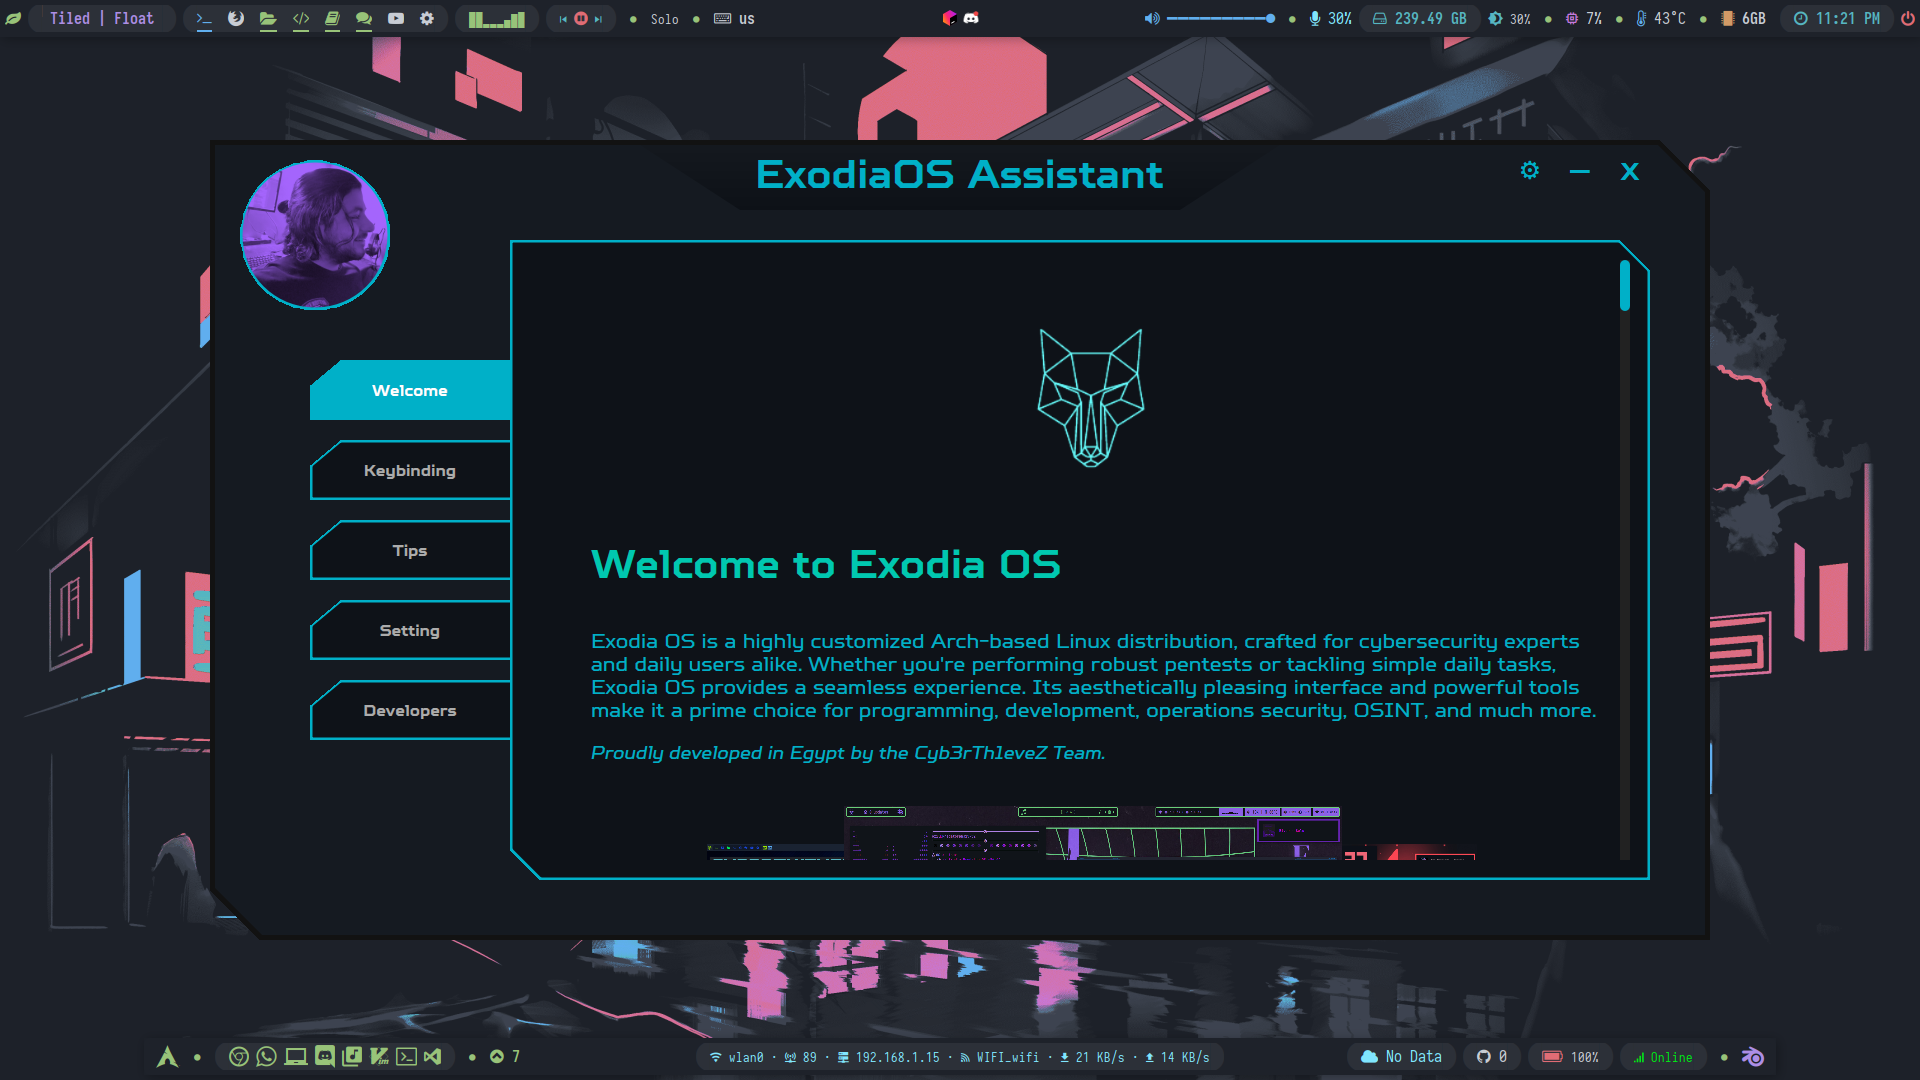 Tiled | Float
Solo
us
30%
239.49 GB
30%
7%
43°C
6GB
11:21 PM
ExodiaOS Assistant
X
Welcome
Keybinding
Tips
Setting
Developers
Welcome to Exodia OS
Exodia OS is a highly customized Arch-based Linux distribution, crafted for cybersecurity experts
and daily users alike. Whether you're performing robust pentests or tackling simple daily tasks,
Exodia OS provides a seamless experience. Its aesthetically pleasing interface and powerful tools
make it a prime choice for programming, development, operations security, OSINT, and much more.
Proudly developed in Egypt by the Cyb3rTh1eveZ Team.
7
wlan0 · 89 · 192.168.1.15 · WIFI_wifi · 21 KB/s · 14 KB/s
No Data
0
100%
Online